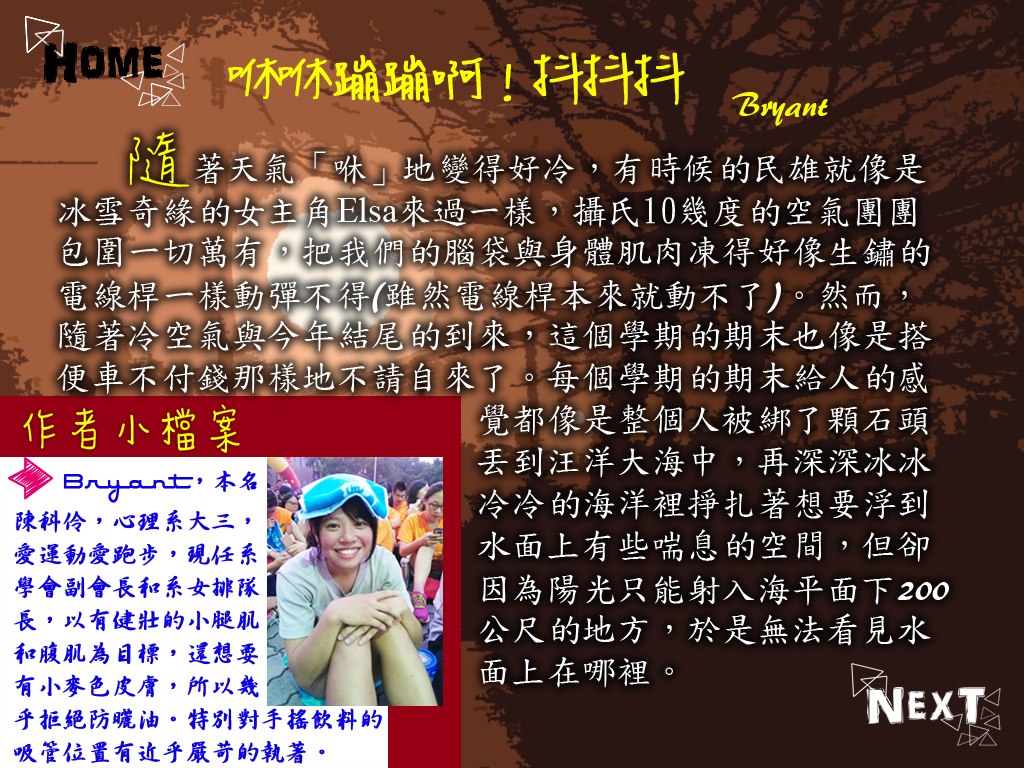 HOME
咻咻蹦蹦啊！抖抖抖
Bryant
隨著天氣「咻」地變得好冷，有時候的民雄就像是
冰雪奇緣的女主角Elsa來過一樣，攝氏10幾度的空氣團團
包圍一切萬有，把我們的腦袋與身體肌肉凍得好像生鏽的
電線桿一樣動彈不得(雖然電線桿本來就動不了)。然而，
隨著冷空氣與今年結尾的到來，這個學期的期末也像是搭
便車不付錢那樣地不請自來了。每個學期的期末給人的感
覺都像是整個人被綁了顆石頭
丟到汪洋大海中，再深深冰冰
冷冷的海洋裡掙扎著想要浮到
水面上有些喘息的空間，但卻
因為陽光只能射入海平面下200
公尺的地方，於是無法看見水
面上在哪裡。
作者小檔案
Bryant，本名
陳科伶，心理系大三，
愛運動愛跑步，現任系
學會副會長和系女排隊
長，以有健壯的小腿肌
和腹肌為目標，還想要
有小麥色皮膚，所以幾
乎拒絕防曬油。特別對手搖飲料的
吸管位置有近乎嚴苛的執著。
NEXT